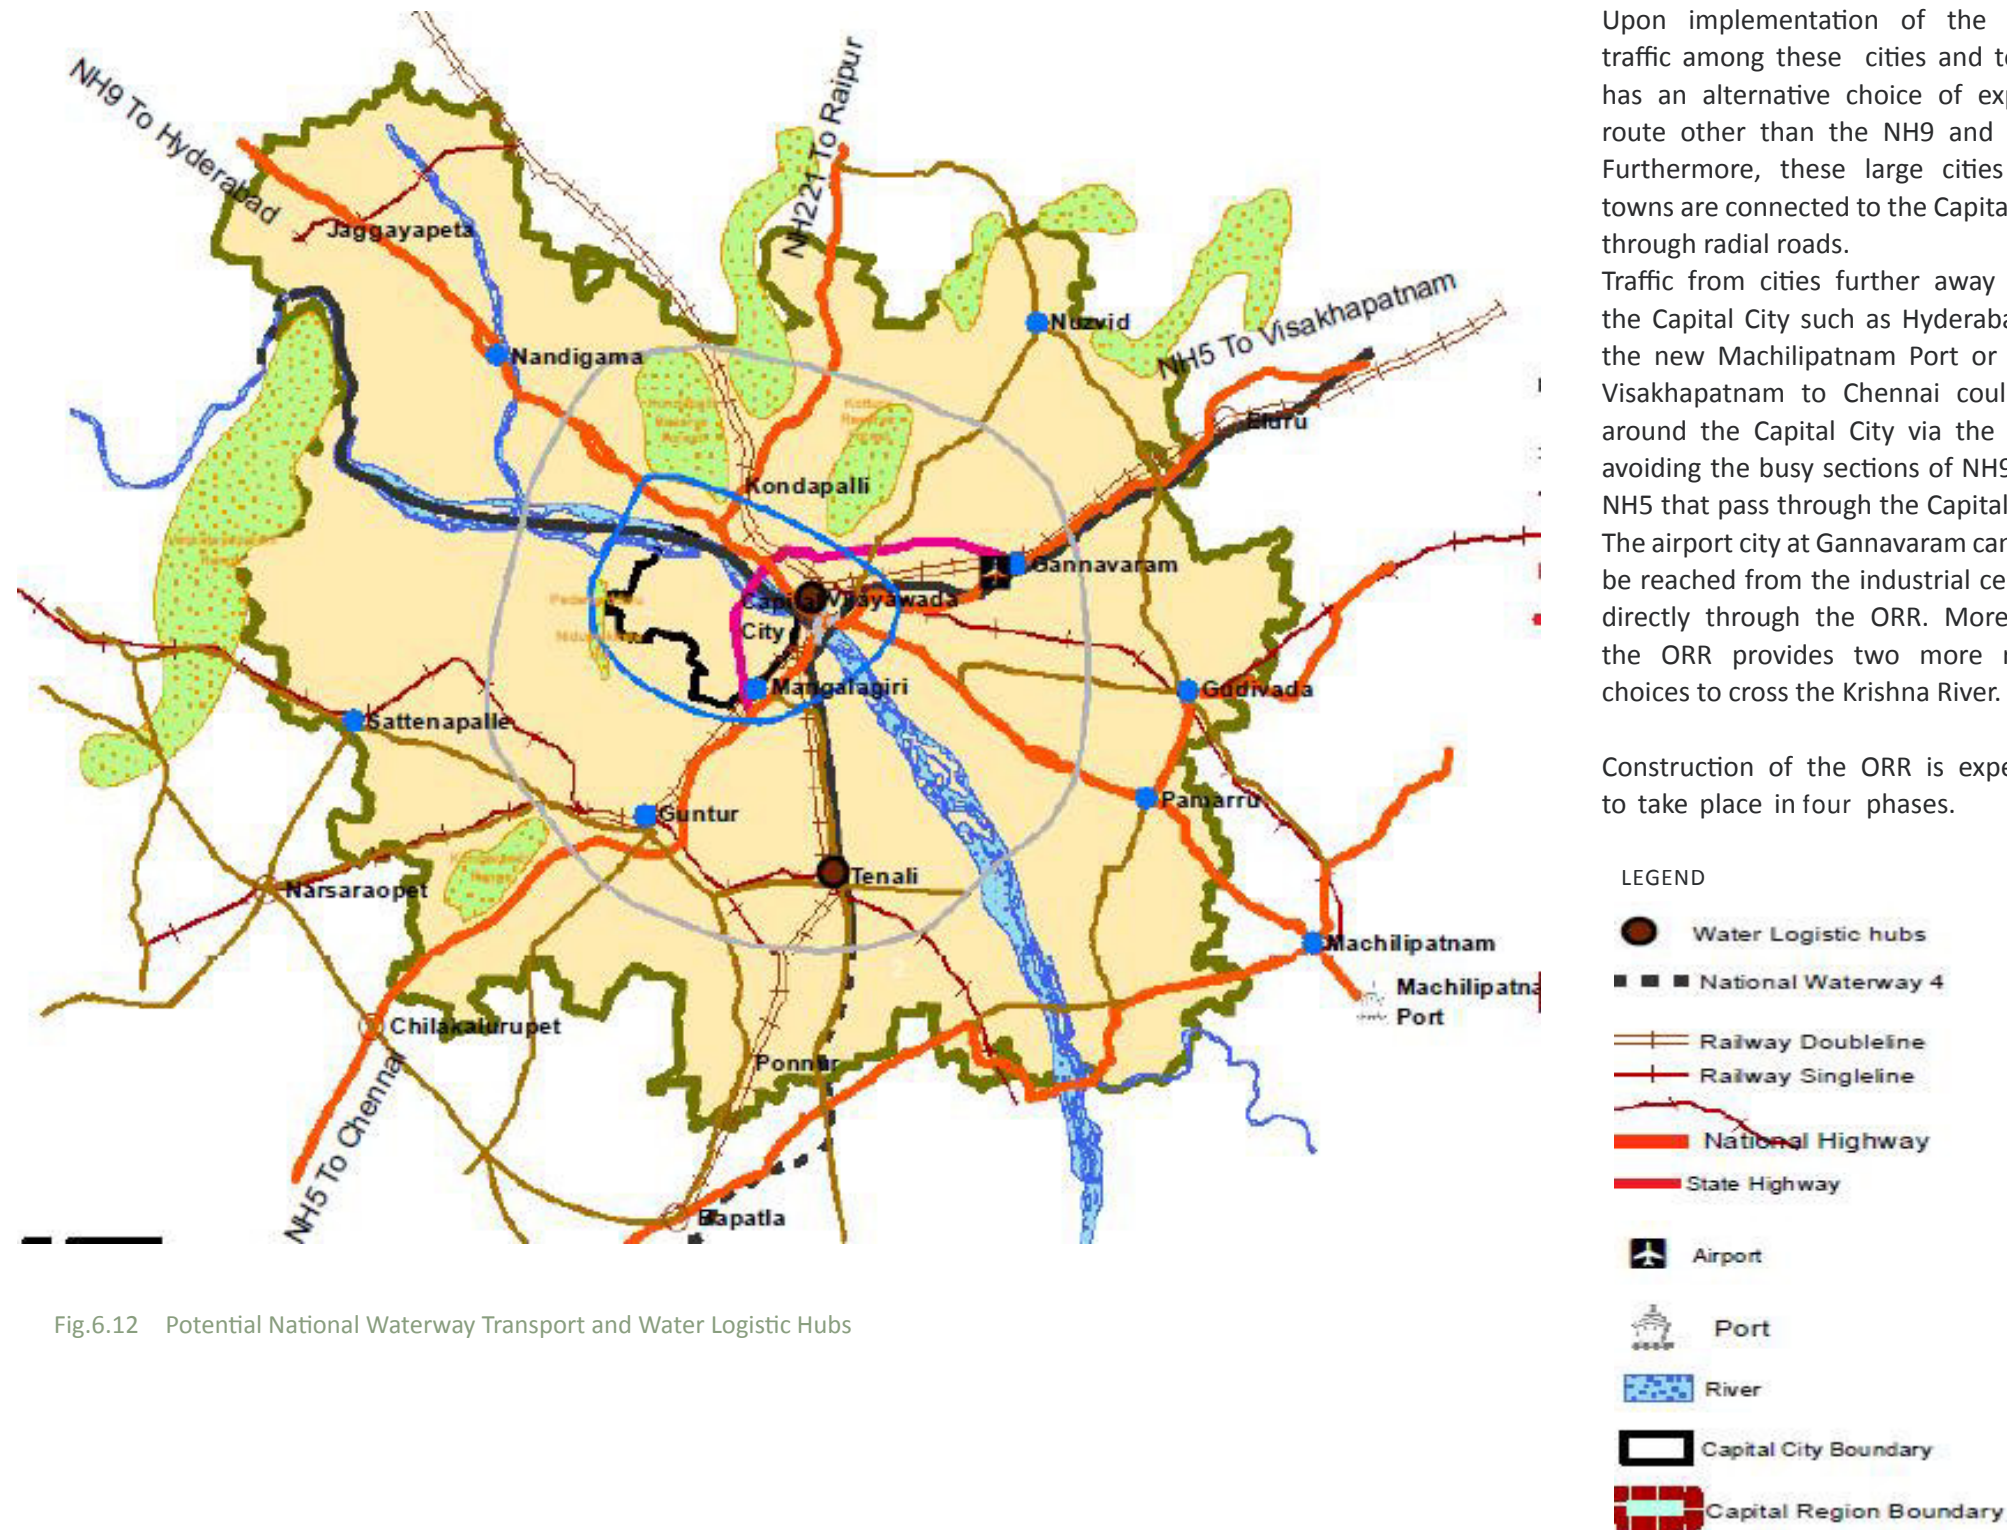 NH9 To Hyderabad
NH221 To Raipur
Jaggayapeta
Nuzvid
NH5 To Visakhapatnam
Nandigama
Eluru
Kondapalli
Gannavaram
Capital
City
Vijayawada
Mangalagiri
Gudivada
Sattenapalle
Guntur
Pamarru
Tenali
Narsaraopet
Machilipatnam
Machilipatna
Port
Chilakalurupet
Ponnur
NH5 To Chennai
Bapatla
Fig.6.12 Potential National Waterway Transport and Water Logistic Hubs
Upon implementation of the
traffic among these cities and
has an alternative choice of
route other than the NH9 and
Furthermore, these large cities
towns are connected to the Capita
through radial roads.
Traffic from cities further away
the Capital City such as Hyderaba
the new Machilipatnam Port or
Visakhapatnam to Chennai coul
around the Capital City via the
avoiding the busy sections of NH9
NH5 that pass through the Capital
The airport city at Gannavaram can
be reached from the industrial ce
directly through the ORR. More
the ORR provides two more
choices to cross the Krishna River.
Construction of the ORR is expe
to take place in four phases.
LEGEND
Water Logistic hubs
National Waterway 4
Railway Doubleline
Railway Singleline
National Highway
State Highway
Airport
Port
River
Capital City Boundary
Capital Region Boundary